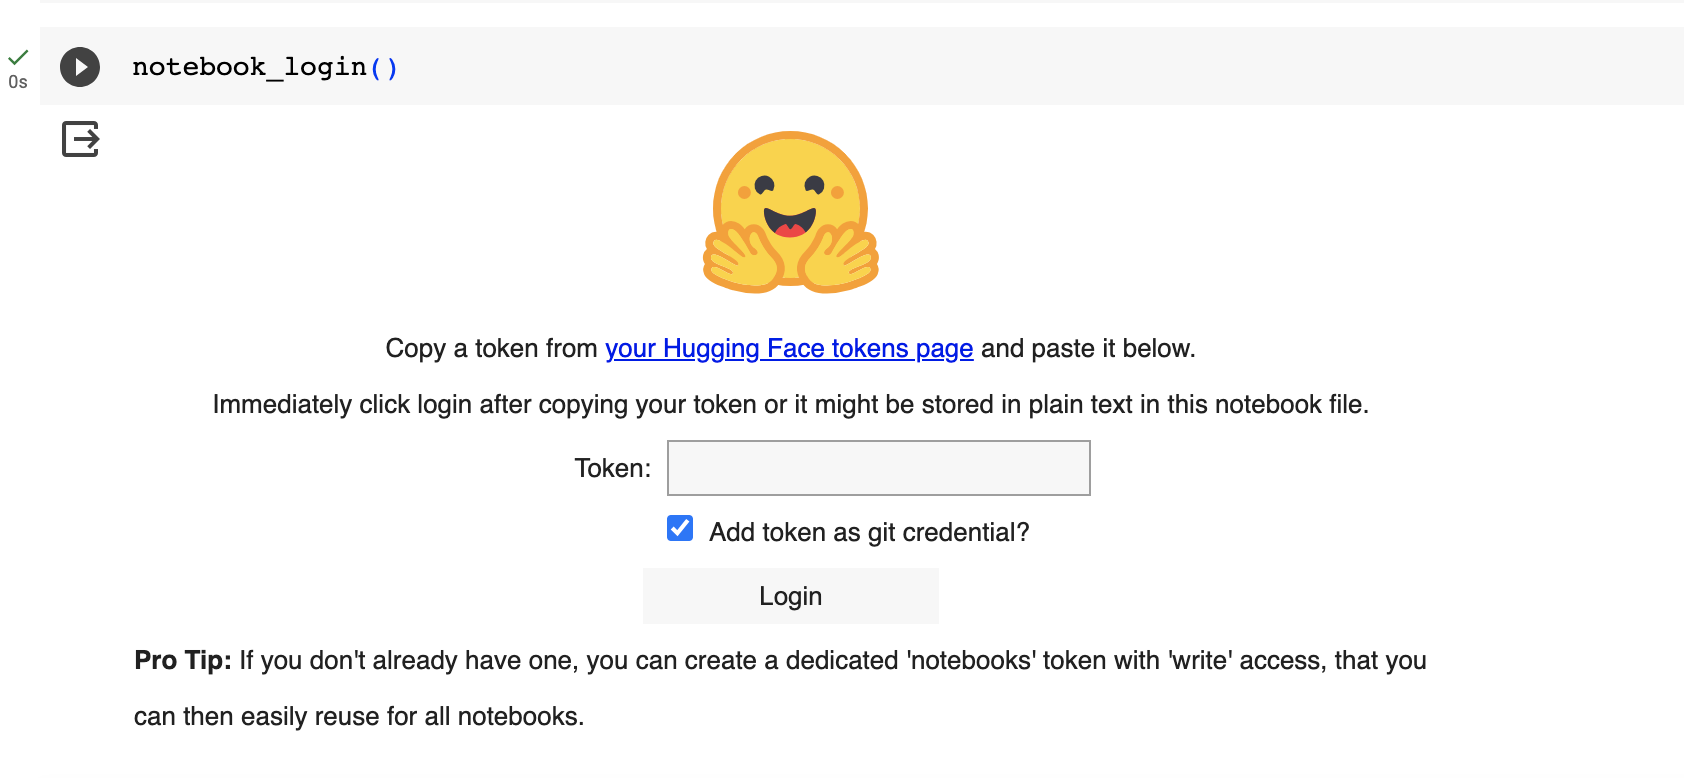 notebook_login()
0s
Copy a token from your Hugging Face tokens page and paste it below.
Immediately click login after copying your token or it might be stored in plain text in this notebook file.
Token:
Add token as git credential?
Login
Pro Tip: If you don't already have one, you can create a dedicated 'notebooks' token with 'write' access, that you
can then easily reuse for all notebooks.